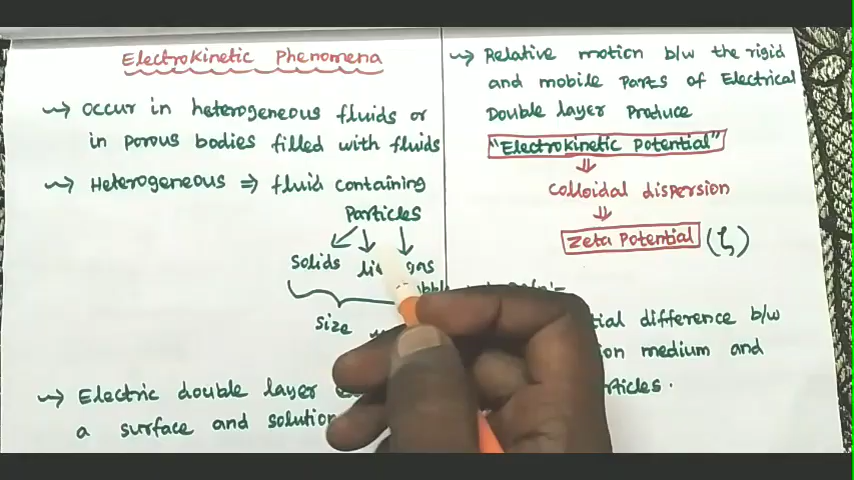 Electrokinetic Phenomena
→ occur in heterogeneous fluids or
in porous bodies filled with fluids
→ Heterogeneous ⇒ fluid containing
particles
solids gas
size
→ Electric double layer
a surface and solution
→ Relative motion b/w the rigid
and mobile parts of Electrical
Double layer Produce
"Electrokinetic potential"
⇓
colloidal dispersion
⇓
Zeta Potential (ζ)
difference b/w
medium and